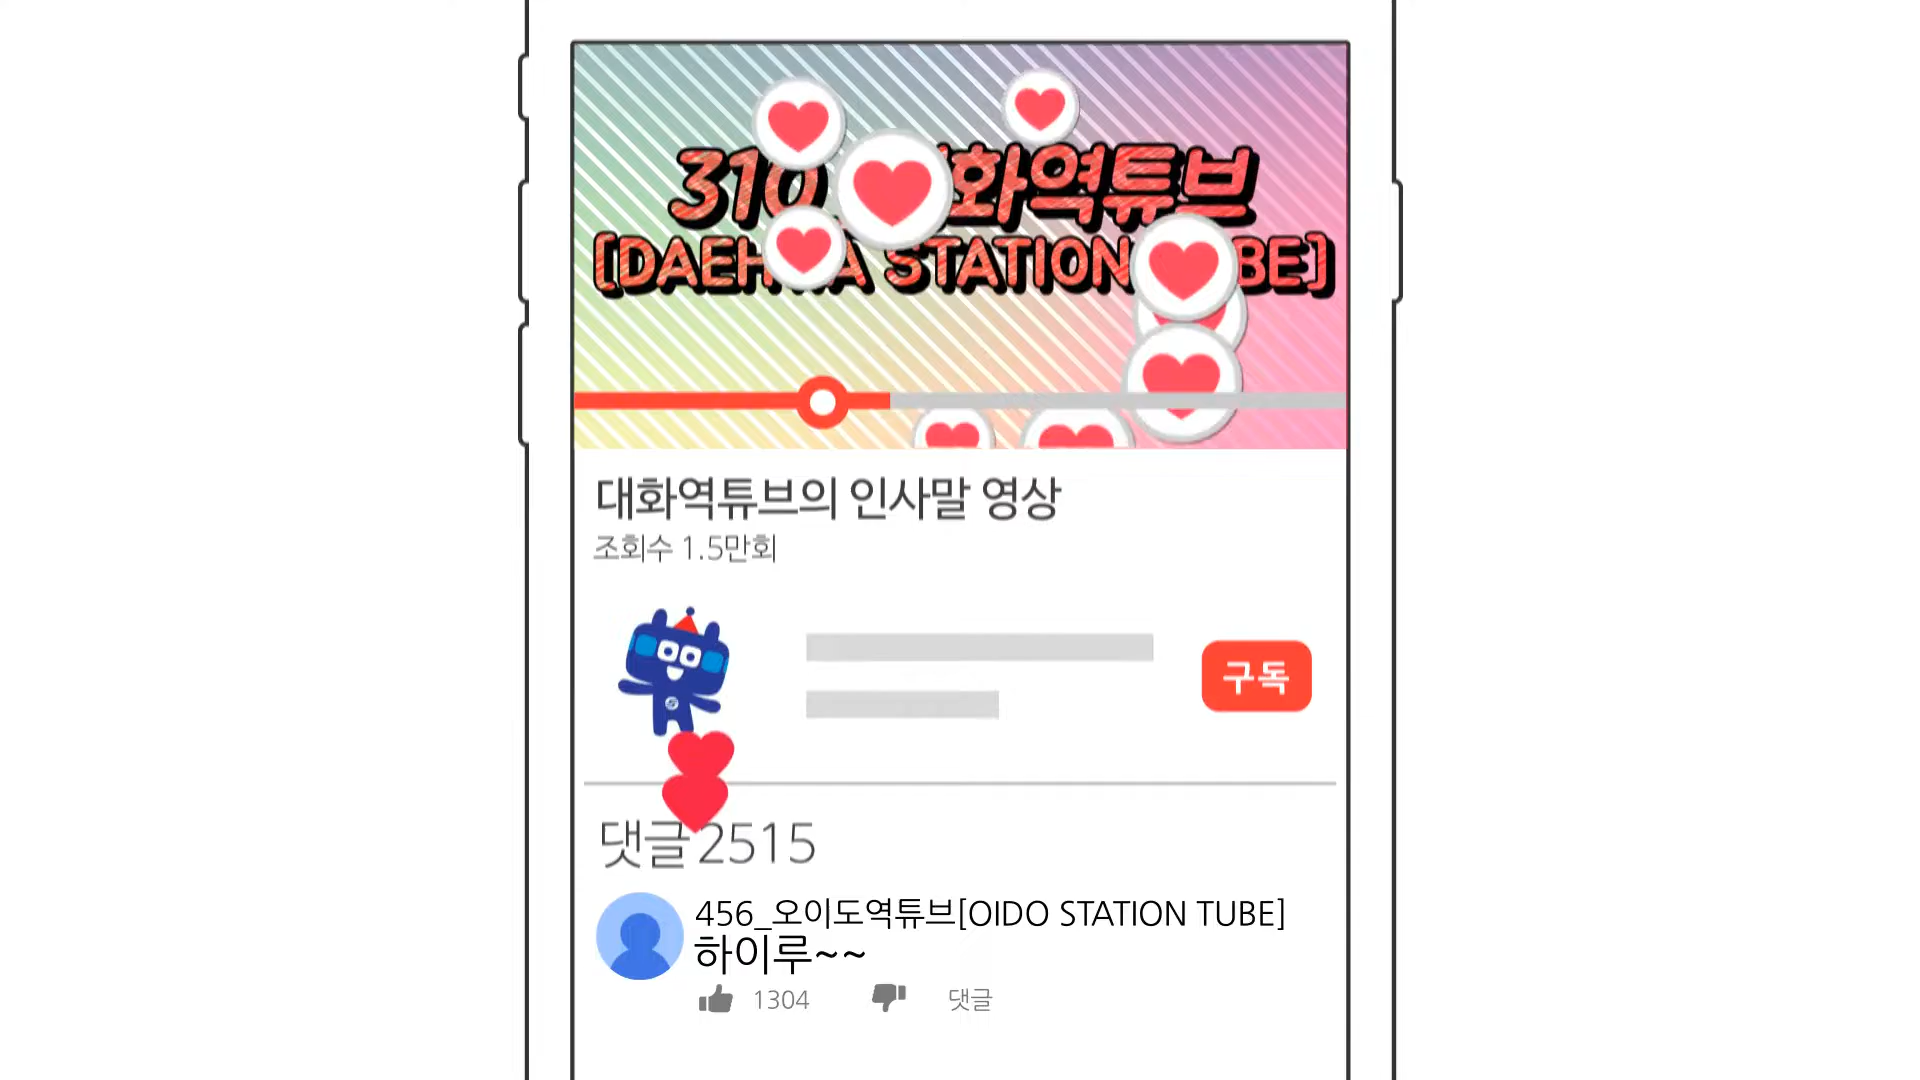 310 화역튜브
[DAEH A STATION BE]
대화역튜브의 인사말 영상
조회수 1.5만회
구독
댓글 2515
456_오이도역튜브[OIDO STATION TUBE]
하이루~~
1304 댓글